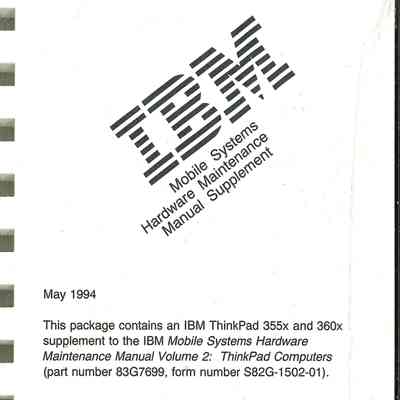 IBM
Mobile Systems
Hardware Maintenance
Manual Supplement
May 1994
This package contains an IBM ThinkPad 355x and 360x
supplement to the IBM Mobile Systems Hardware
Maintenance Manual Volume 2: ThinkPad Computers
(part number 83G7699, form number S82G-1502-01).